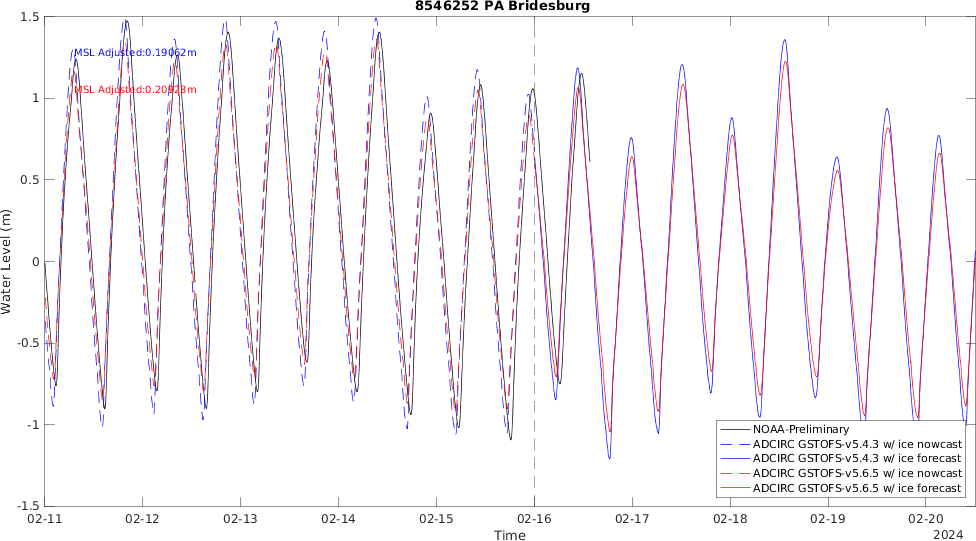 8546252 PA Bridesburg
1.5
MSL Adjusted:0.19062m
1
MSL Adjusted:0.20923m
0.5
Water Level (m)
0
-0.5
-1
NOAA-Preliminary
ADCIRC GSTOFS-v5.4.3 w/ ice nowcast
ADCIRC GSTOFS-v5.4.3 w/ ice forecast
ADCIRC GSTOFS-v5.6.5 w/ ice nowcast
ADCIRC GSTOFS-v5.6.5 w/ ice forecast
-1.5
02-11 02-12 02-13 02-14 02-15 02-16 02-17 02-18 02-19 02-20
Time
2024